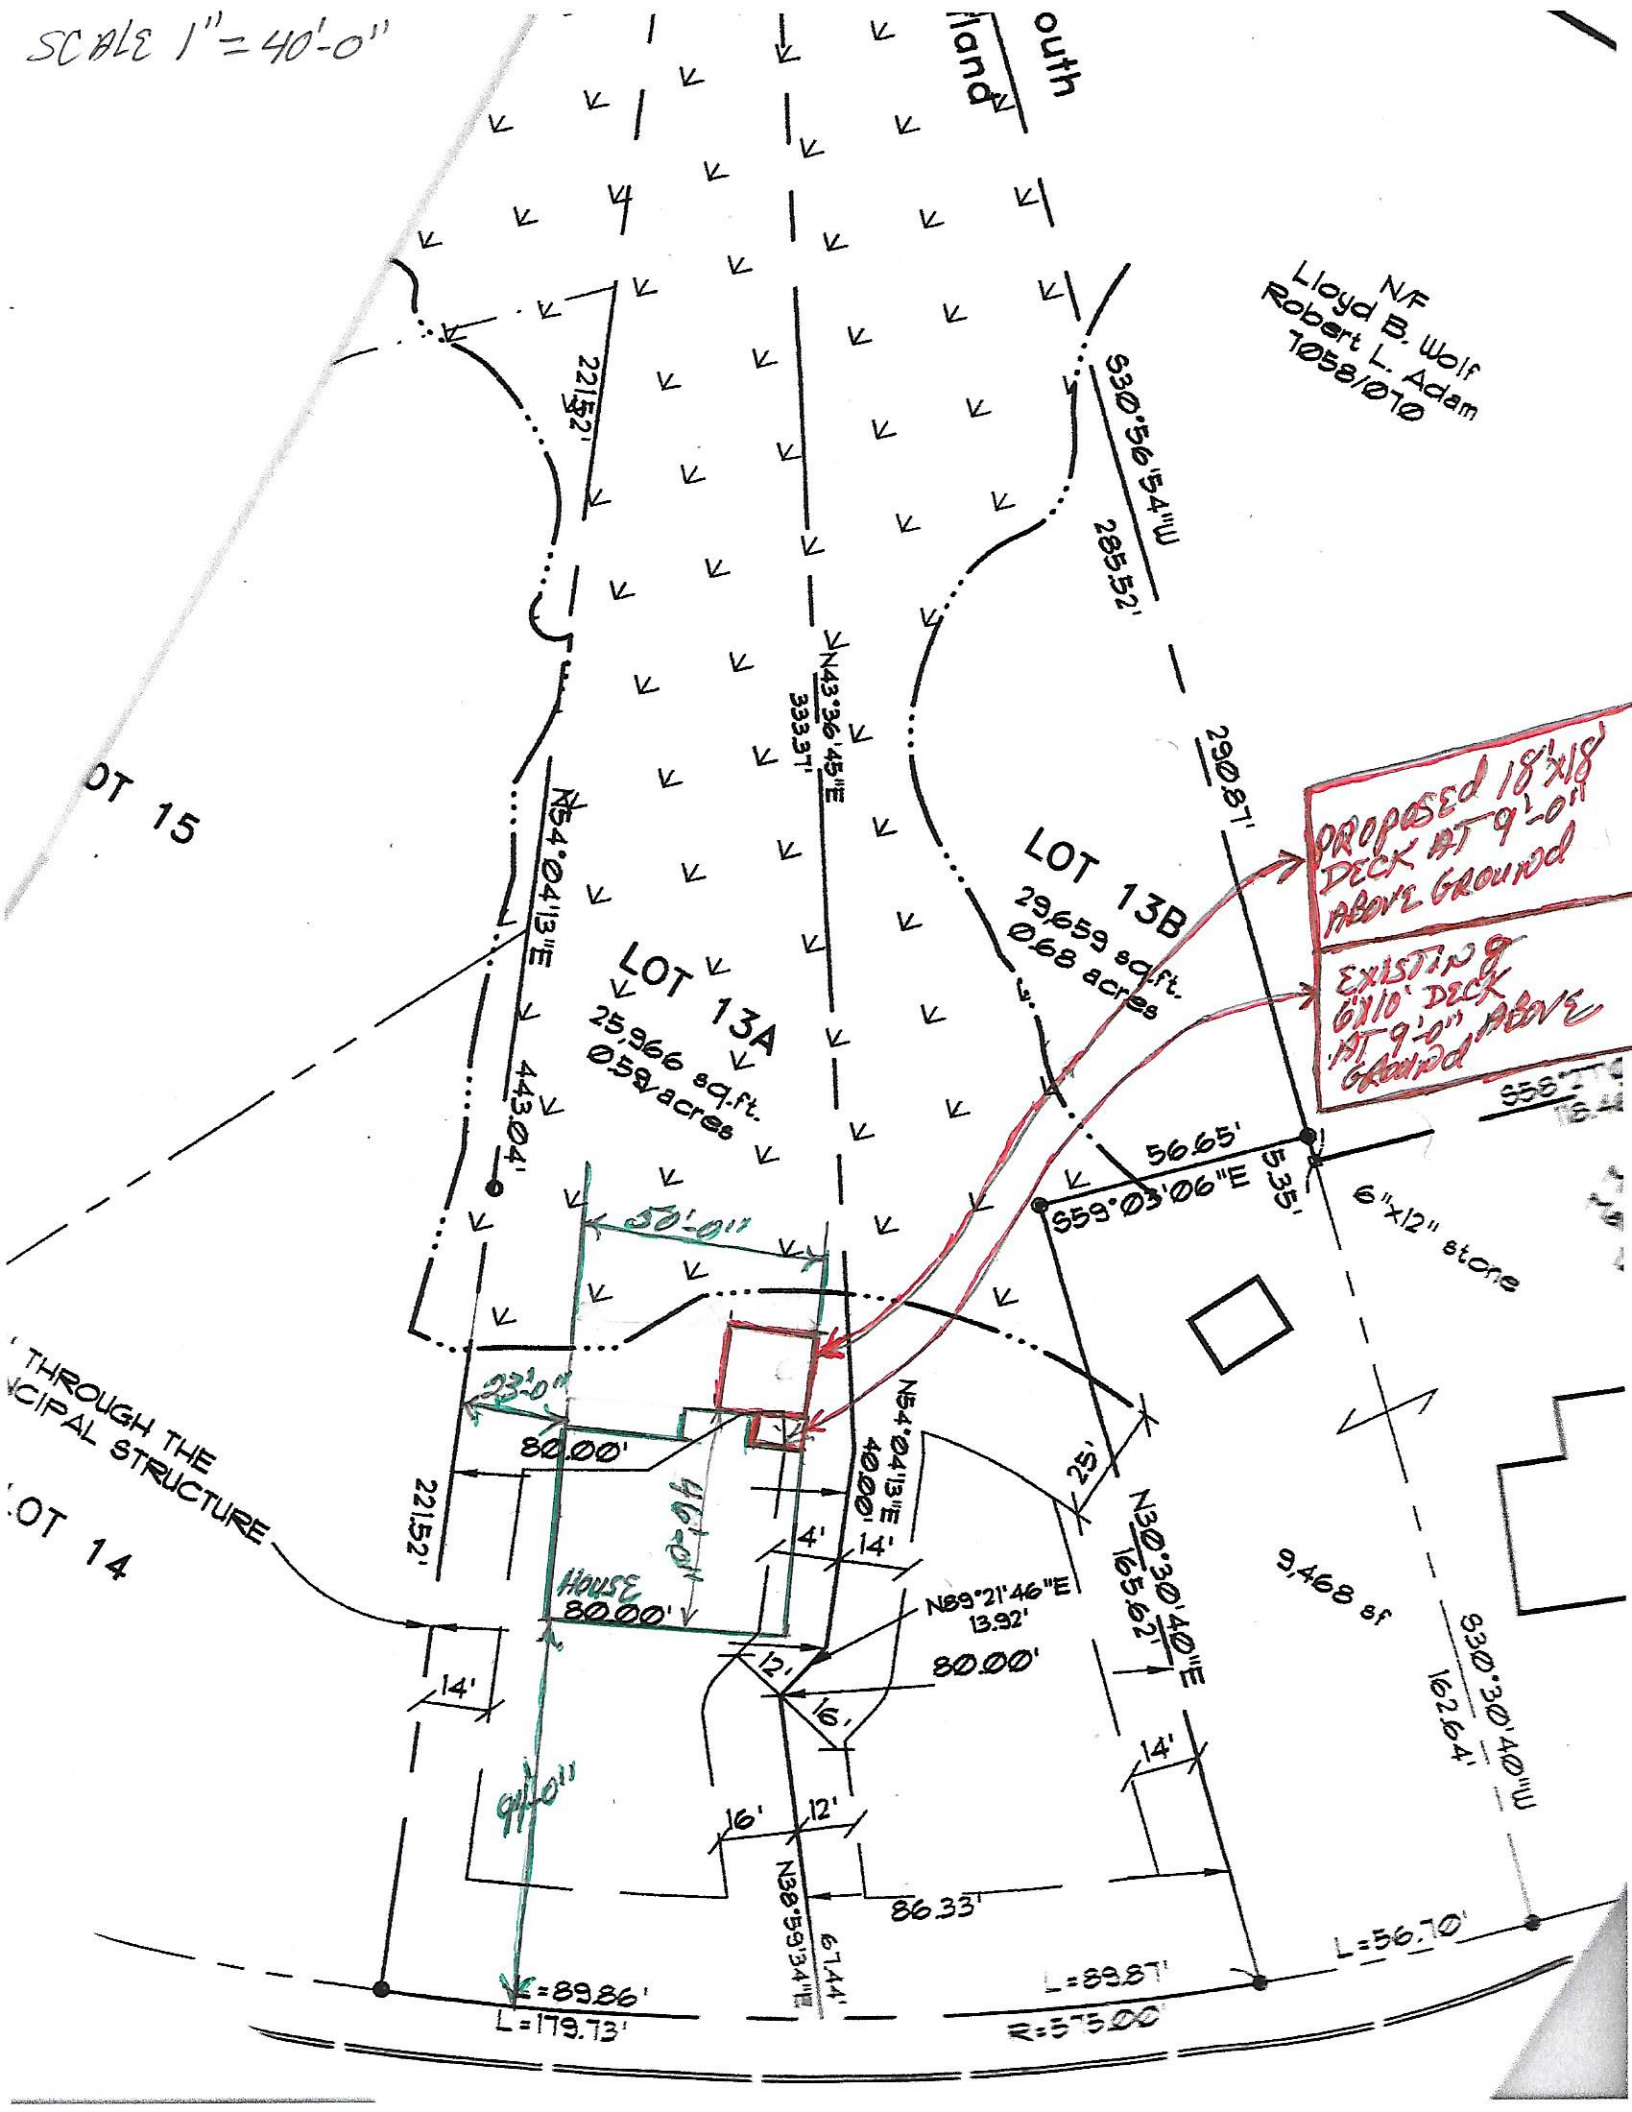 SCALE 1"=40'-0"
outh
land
N/F
Lloyd B. Wolf
Robert L. Adam
7058/070
221.52'
S30°56'54"W
285.52'
N43°36'45"E
333.37'
290.87'
OT 15
N54°04'13"E
443.04'
LOT 13A
25,966 sq.ft.
0.59 acres
LOT 13B
29,659 sq.ft.
0.68 acres
PROPOSED 18'X18'
DECK AT 9'-0"
ABOVE GROUND
EXISTING
6'X10' DECK
AT 9'-0" ABOVE
GROUND
56.65'
S59°03'06"E
5.35'
6"x12" stone
50'-0"
23'-0"
THROUGH THE
CIPAL STRUCTURE
OT 14
80.00'
221.52'
46'-0"
HOUSE
80.00'
N54°04'13"E
40.00'
4'
14'
25'
N89°21'46"E
13.92'
80.00'
N30°30'40"E
165.62'
9,468 sf
S30°30'40"W
162.64'
14'
12'
16'
14'
16'
12'
N38°59'34"E
67.44'
86.33'
L=56.70'
=89.86'
L=179.73'
L=89.87'
R=575.00'